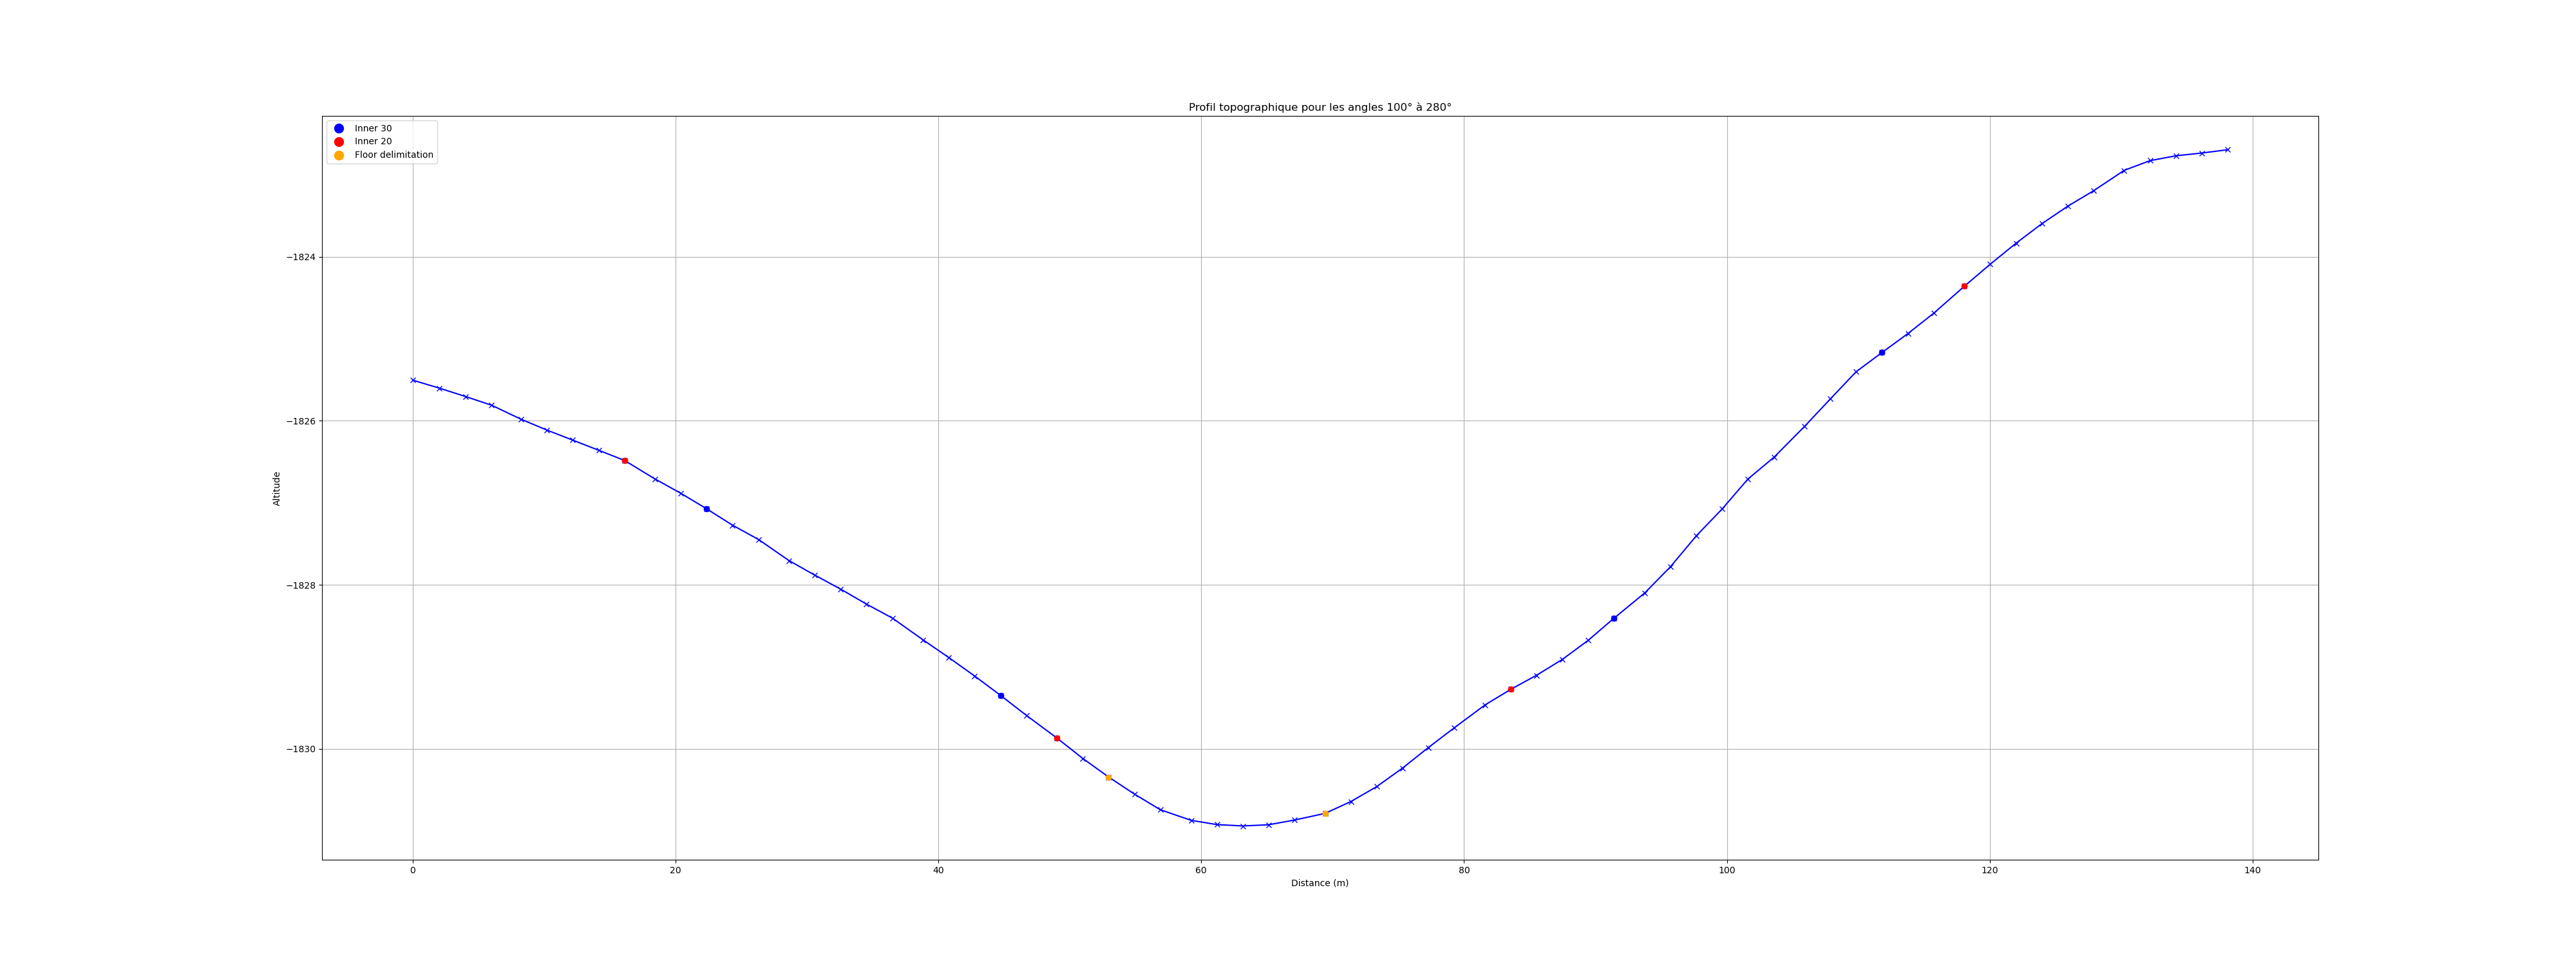 Profil topographique pour les angles 100° à 280°
Inner 30
Inner 20
Floor delimitation
Altitude
−1824
−1826
−1828
−1830
0 20 40 60 80 100 120 140
Distance (m)